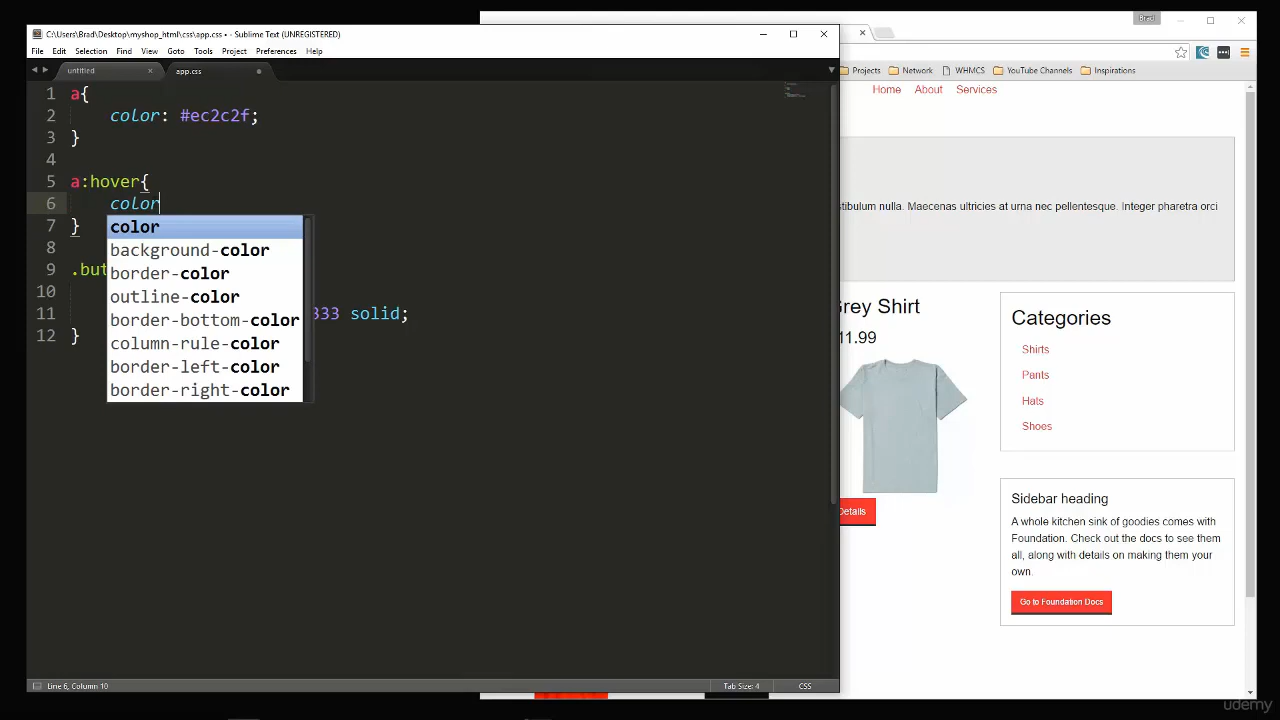 C:\Users\Brad\Desktop\myshop_html\css\app.css • - Sublime Text (UNREGISTERED)
File Edit Selection Find View Goto Tools Project Preferences Help
untitled
app.css
1 a{
2 color: #ec2c2f;
3 }
4
5 a:hover{
6 color
7 }
8
9 .but
10
11 333 solid;
12 }
color
background-color
border-color
outline-color
border-bottom-color
column-rule-color
border-left-color
border-right-color
Line 6, Column 10
Tab Size: 4
CSS
Brad
Projects Network WHMCS YouTube Channels Inspirations
Home About Services
stibulum nulla. Maecenas ultricies at urna nec pellentesque. Integer pharetra orci
Grey Shirt
11.99
Details
Categories
Shirts
Pants
Hats
Shoes
Sidebar heading
A whole kitchen sink of goodies comes with
Foundation. Check out the docs to see them
all, along with details on making them your
own.
Go to Foundation Docs
udemy